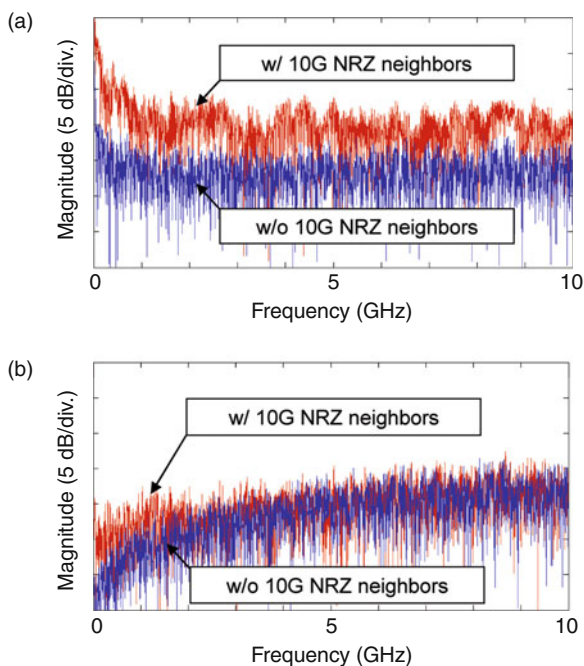 (a)
Magnitude (5 dB/div.)
w/ 10G NRZ neighbors
w/o 10G NRZ neighbors
0
5
10
Frequency (GHz)
(b)
Magnitude (5 dB/div.)
w/ 10G NRZ neighbors
w/o 10G NRZ neighbors
0
5
10
Frequency (GHz)